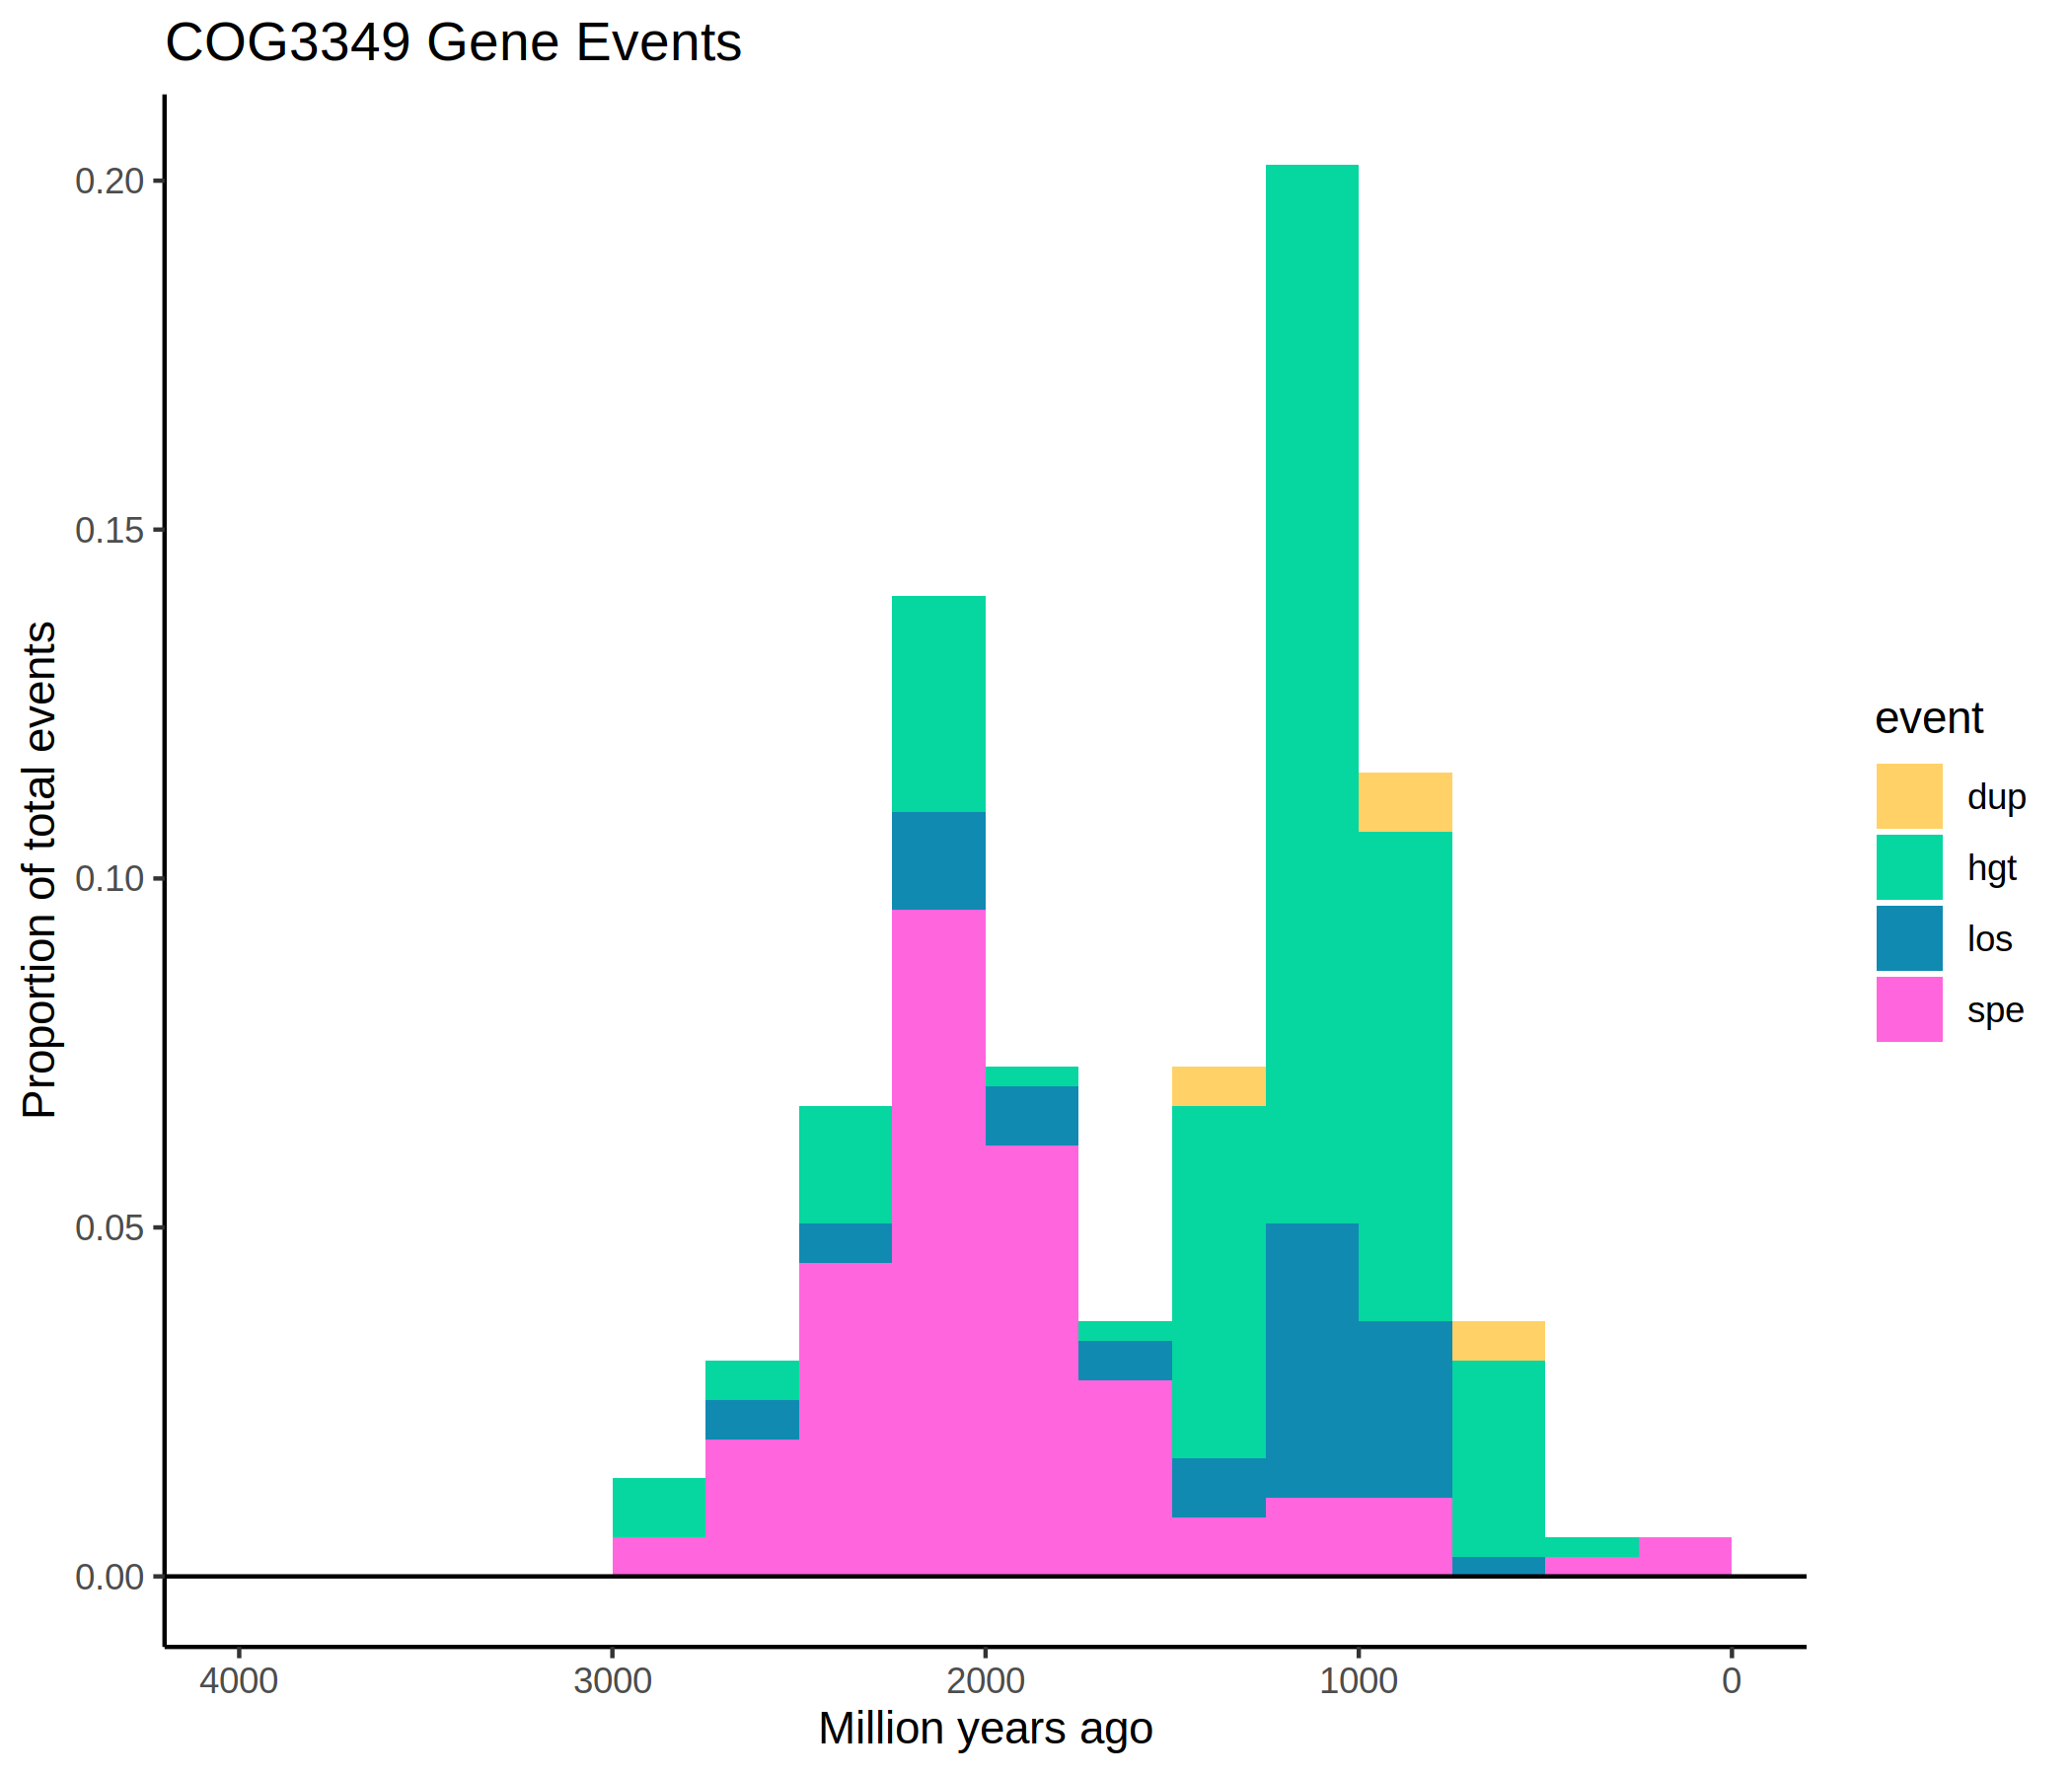 COG3349 Gene Events
Proportion of total events
0.20
0.15
0.10
0.05
0.00
4000 3000 2000 1000 0
Million years ago
event
dup
hgt
los
spe